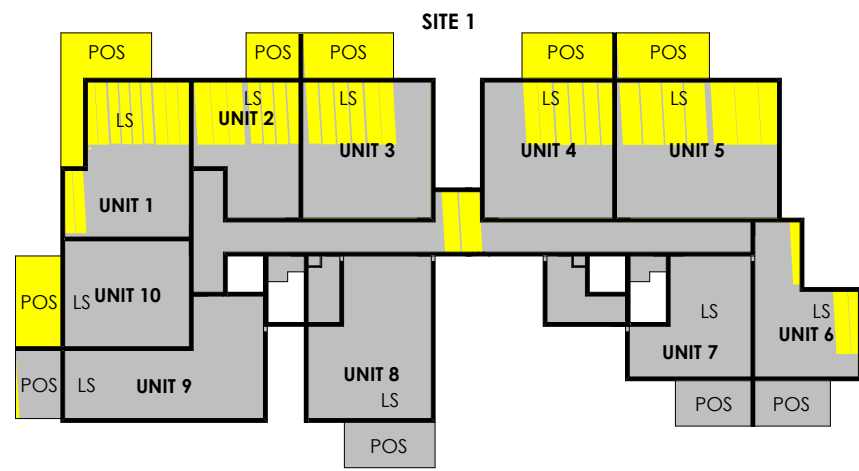 SITE 1
POS
POS
POS
POS
POS
LS
LS
LS
LS
LS
UNIT 2
UNIT 3
UNIT 4
UNIT 5
UNIT 1
POS
LS
UNIT 10
LS
LS
UNIT 6
UNIT 7
POS
LS
UNIT 9
UNIT 8
LS
POS
POS
POS